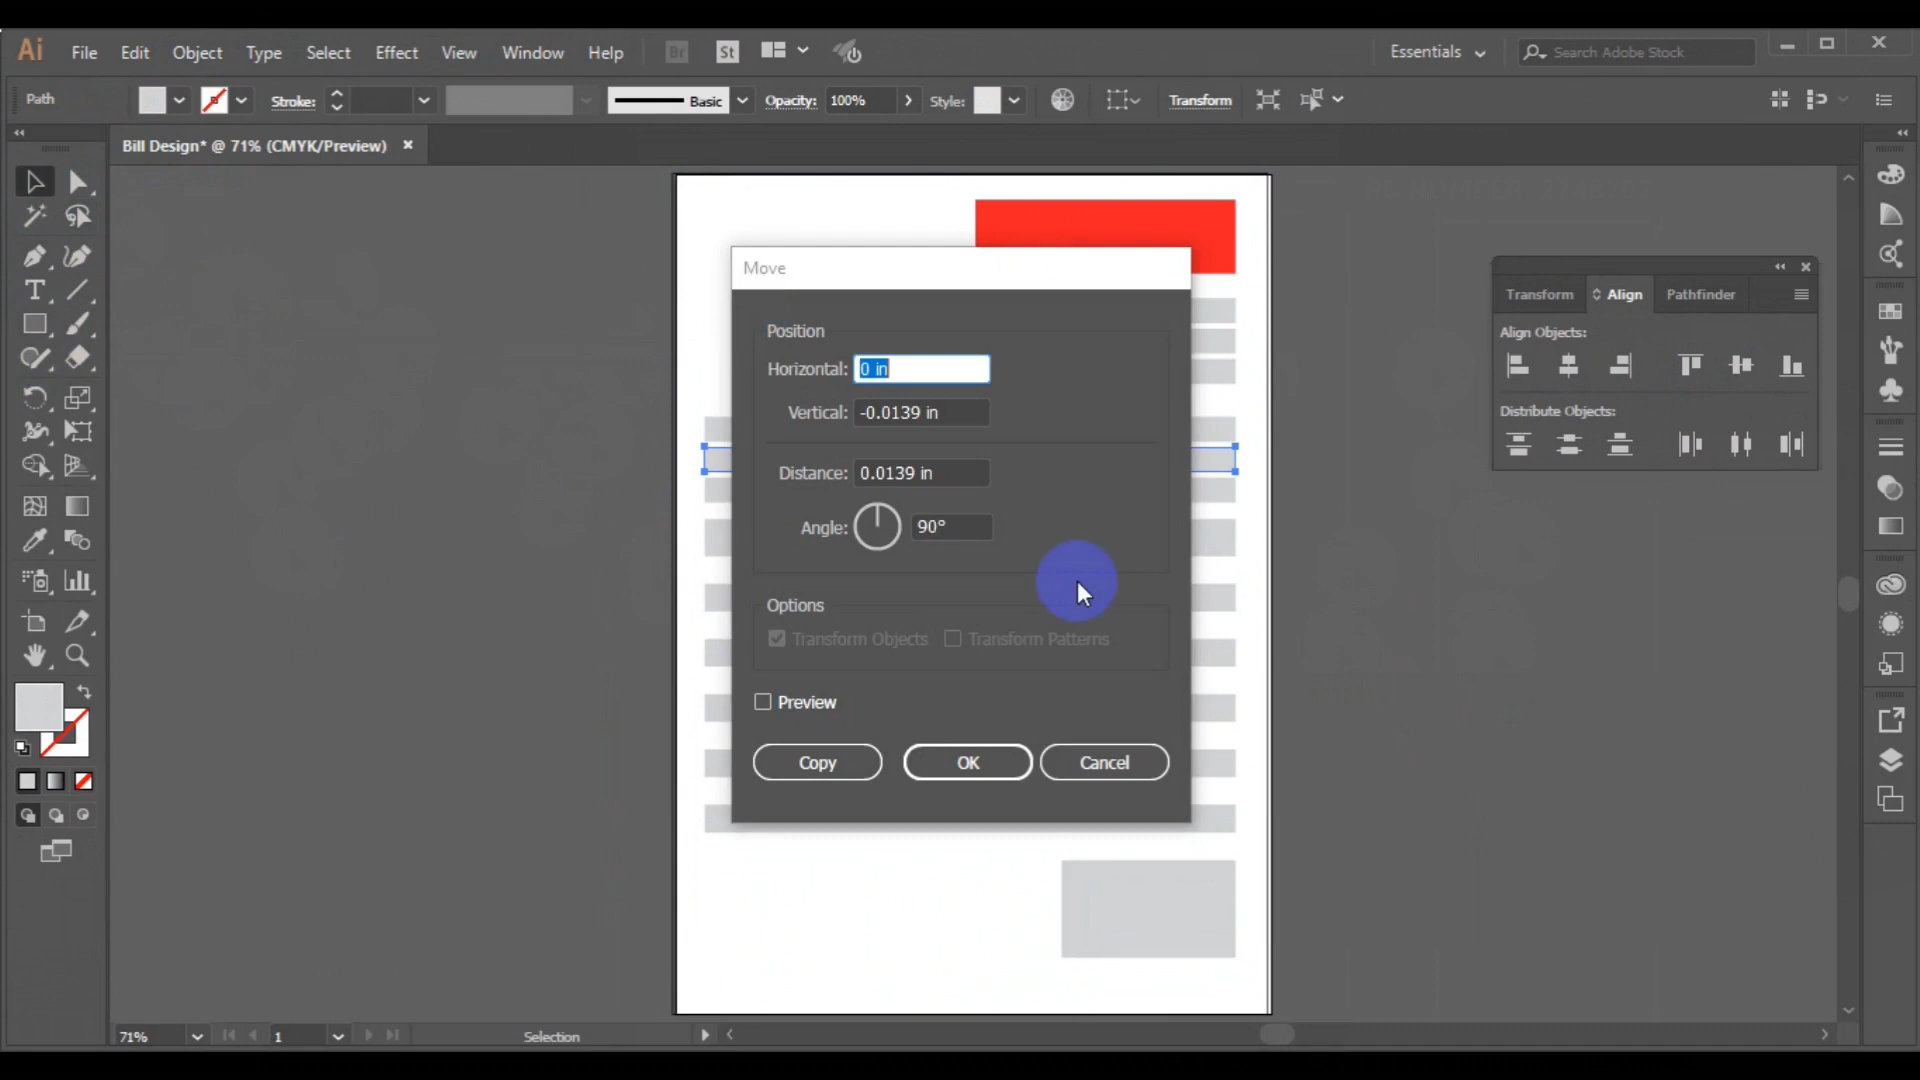 Ai File Edit Object Type Select Effect View Window Help Br St Essentials Search Adobe Stock
Path Stroke: Basic Opacity: 100% Style: Transform
Bill Design* @ 71% (CMYK/Preview)
Move
Position
Horizontal: 0 in
Vertical: -0.0139 in
Distance: 0.0139 in
Angle: 90°
Options
Transform Objects Transform Patterns
Preview
Copy OK Cancel
Transform Align Pathfinder
Align Objects:
Distribute Objects:
71% 1 Selection